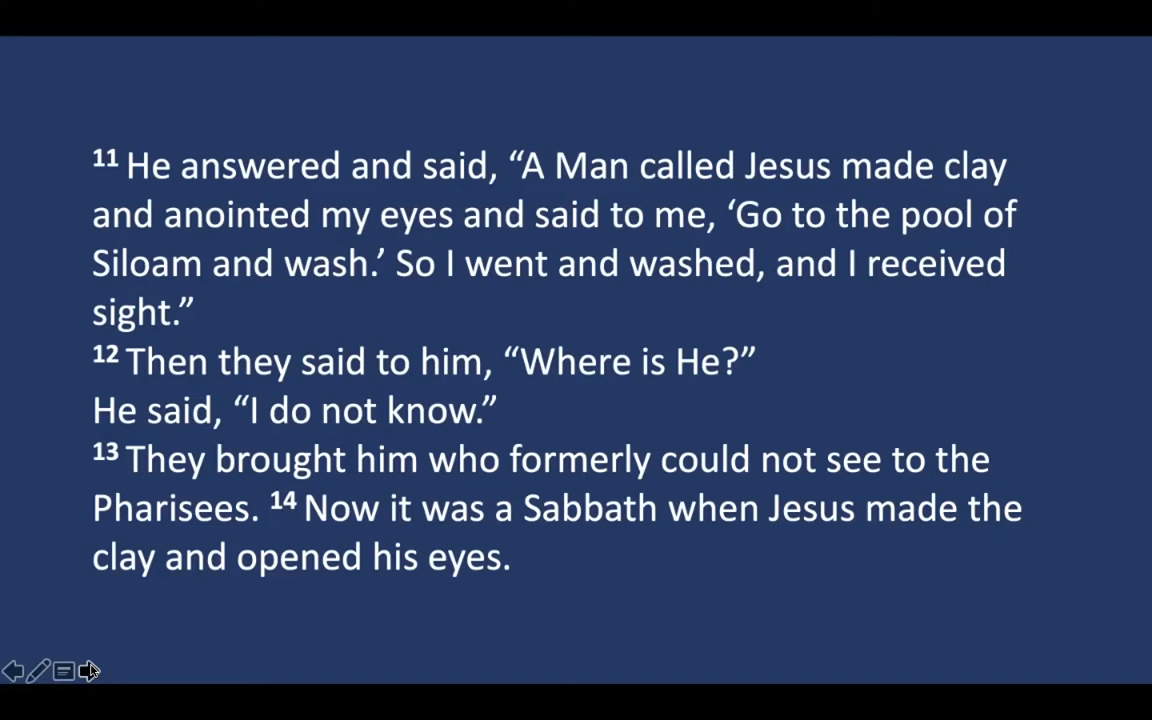 11 He answered and said, “A Man called Jesus made clay
and anointed my eyes and said to me, ‘Go to the pool of
Siloam and wash.’ So I went and washed, and I received
sight.”
12 Then they said to him, “Where is He?”
He said, “I do not know.”
13 They brought him who formerly could not see to the
Pharisees. 14 Now it was a Sabbath when Jesus made the
clay and opened his eyes.